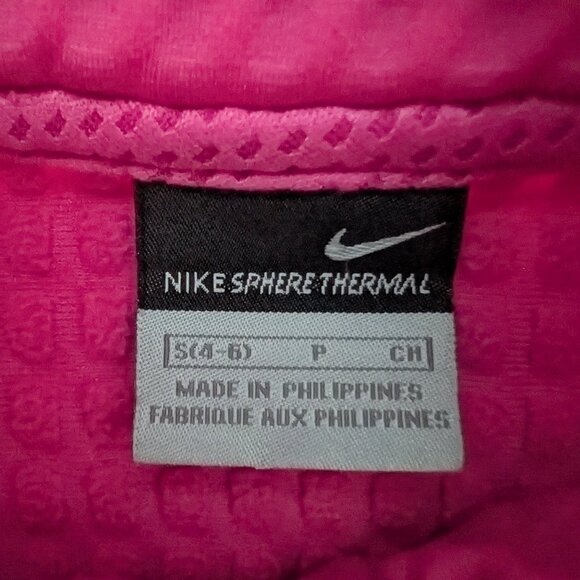 NIKE SPHERE THERMAL
S(4-6) P CH
MADE IN PHILIPPINES
FABRIQUE AUX PHILIPPINES